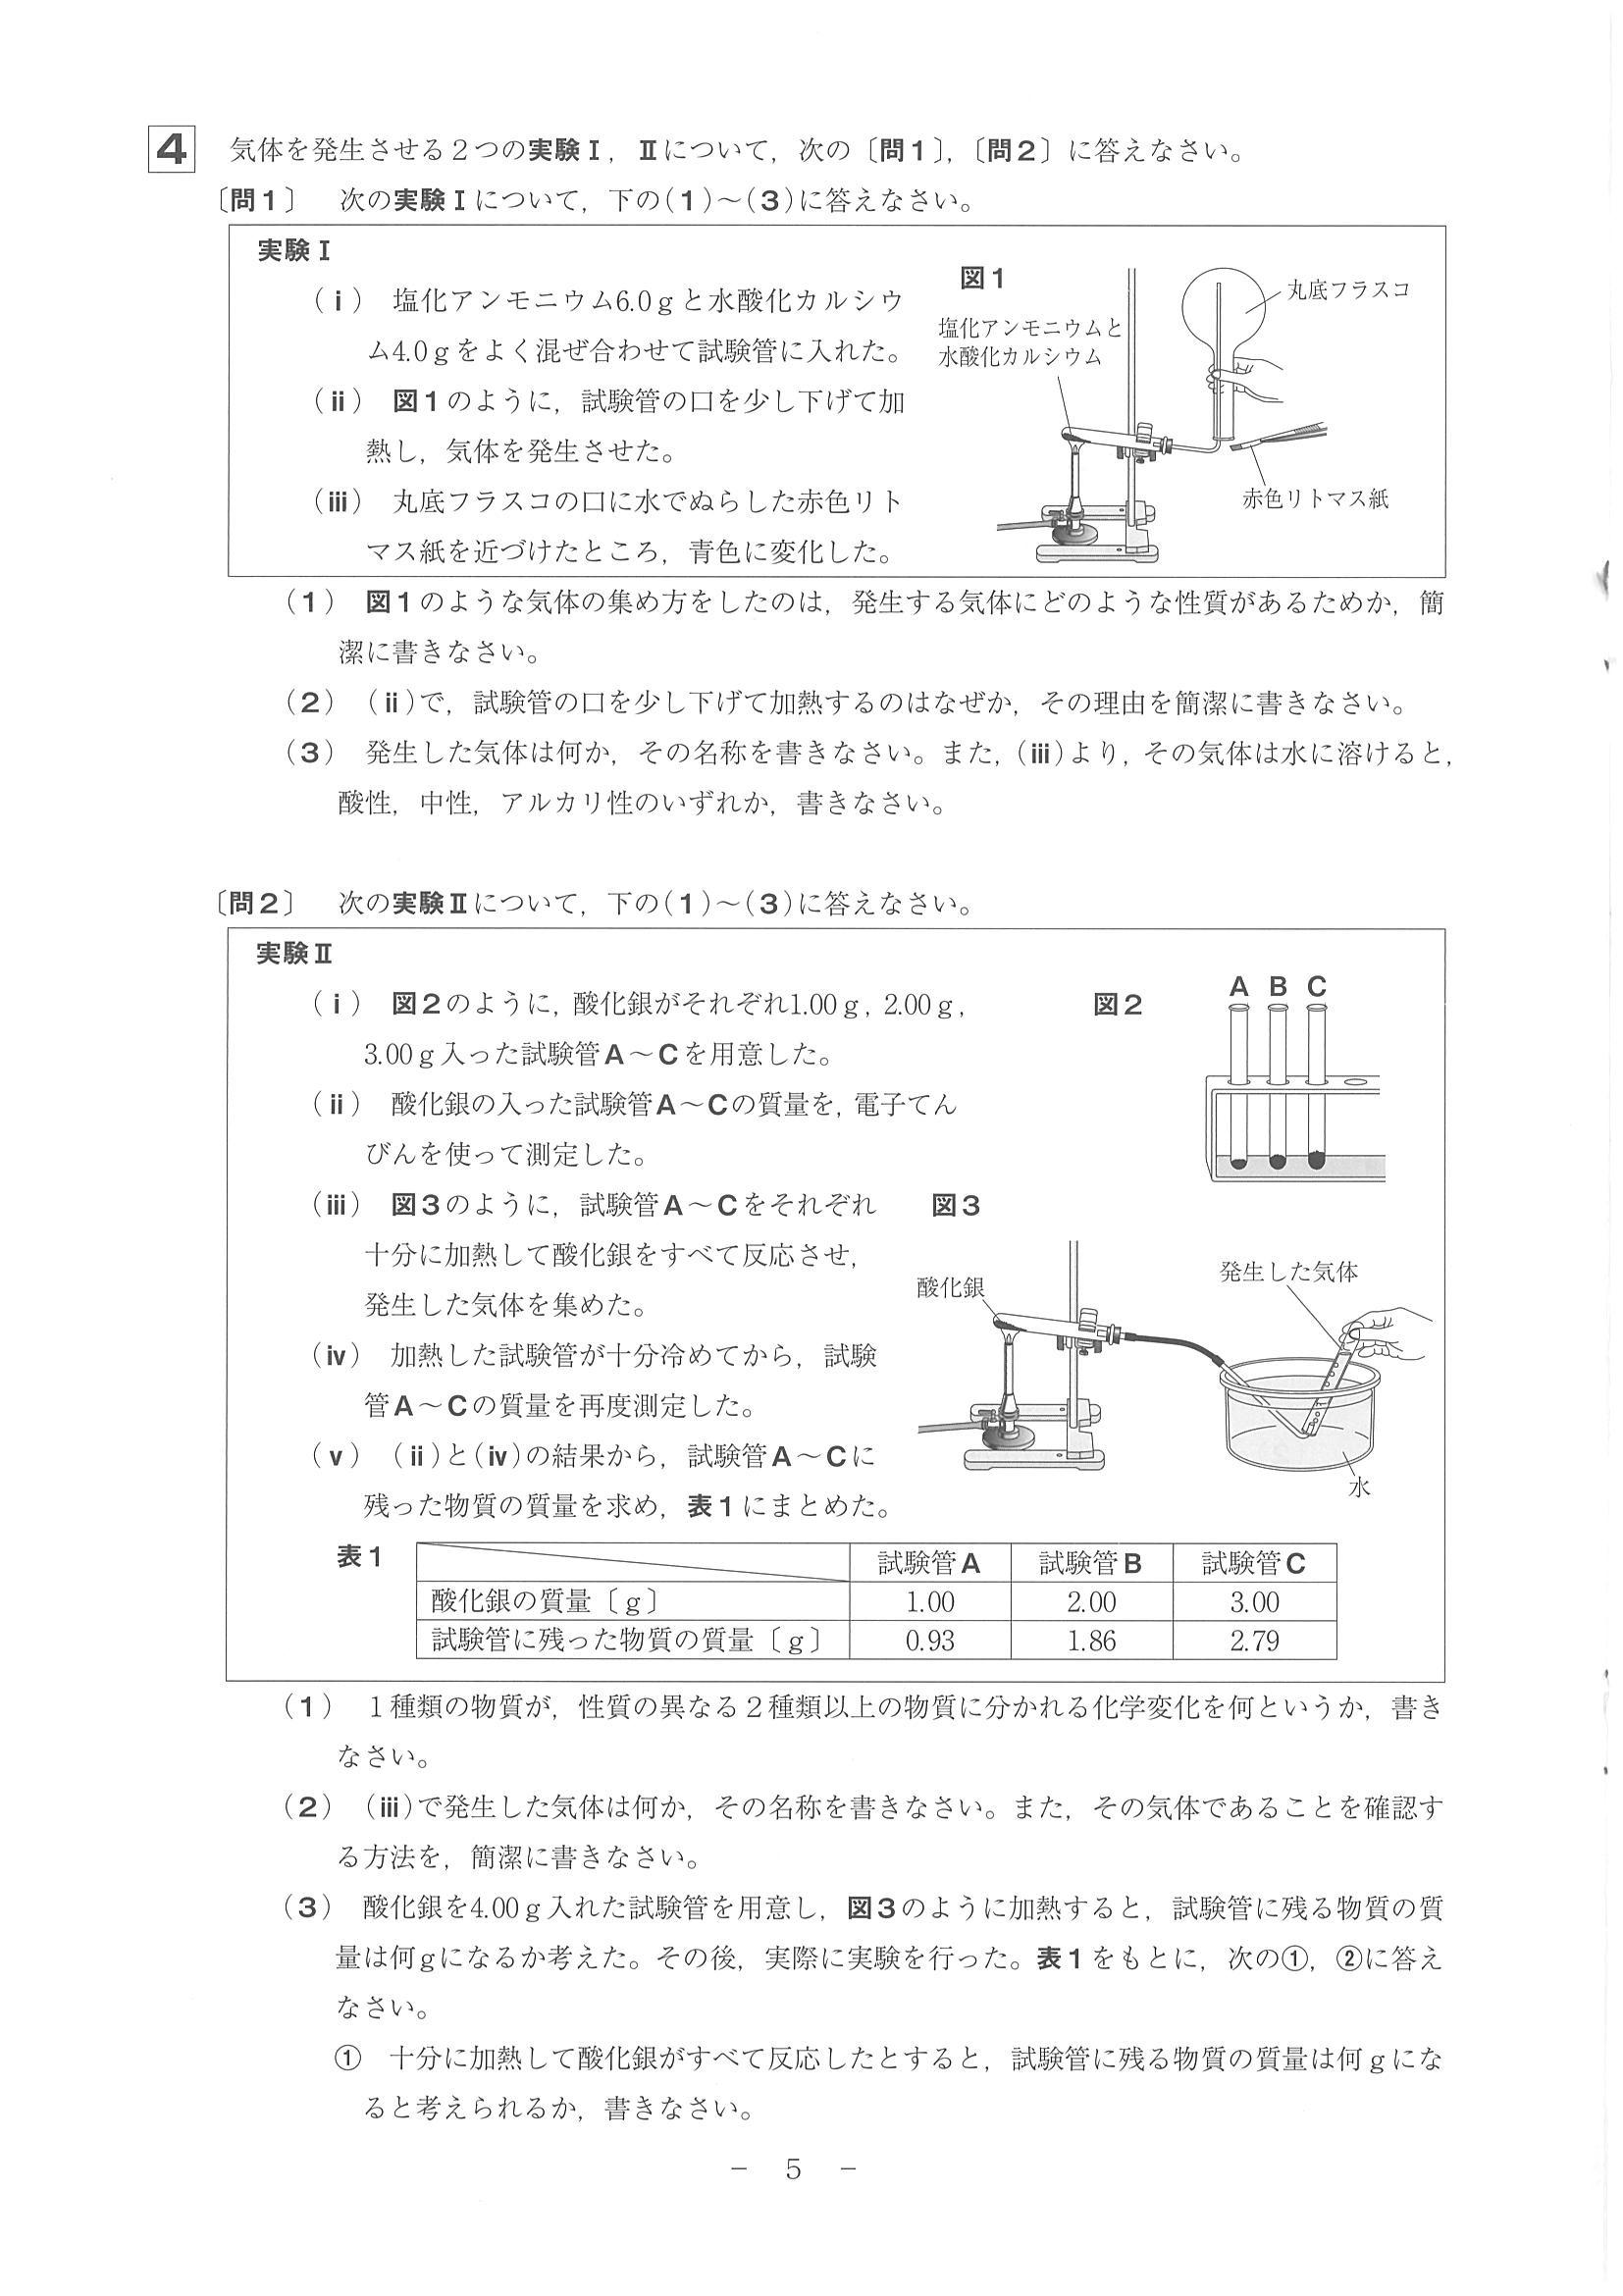 4 気体を発生させる２つの実験Ⅰ，Ⅱについて，次の〔問１〕，〔問２〕に答えなさい。
〔問１〕 次の実験Ⅰについて，下の(１)～(３)に答えなさい。
実験Ⅰ
(ⅰ) 塩化アンモニウム6.0ｇと水酸化カルシウ
ム4.0ｇをよく混ぜ合わせて試験管に入れた。
(ⅱ) 図１のように，試験管の口を少し下げて加
熱し，気体を発生させた。
(ⅲ) 丸底フラスコの口に水でぬらした赤色リト
マス紙を近づけたところ，青色に変化した。
図１
丸底フラスコ
塩化アンモニウムと
水酸化カルシウム
赤色リトマス紙
(１) 図１のような気体の集め方をしたのは，発生する気体にどのような性質があるためか，簡
潔に書きなさい。
(２) (ⅱ)で，試験管の口を少し下げて加熱するのはなぜか，その理由を簡潔に書きなさい。
(３) 発生した気体は何か，その名称を書きなさい。また，(ⅲ)より，その気体は水に溶けると，
酸性，中性，アルカリ性のいずれか，書きなさい。
〔問２〕 次の実験Ⅱについて，下の(１)～(３)に答えなさい。
実験Ⅱ
(ⅰ) 図２のように，酸化銀がそれぞれ1.00ｇ，2.00ｇ，
3.00ｇ入った試験管Ａ～Ｃを用意した。
(ⅱ) 酸化銀の入った試験管Ａ～Ｃの質量を，電子てん
びんを使って測定した。
(ⅲ) 図３のように，試験管Ａ～Ｃをそれぞれ
十分に加熱して酸化銀をすべて反応させ，
発生した気体を集めた。
(ⅳ) 加熱した試験管が十分冷めてから，試験
管Ａ～Ｃの質量を再度測定した。
(ⅴ) (ⅱ)と(ⅳ)の結果から，試験管Ａ～Ｃに
残った物質の質量を求め，表１にまとめた。
図２
Ａ Ｂ Ｃ
図３
酸化銀
発生した気体
水
表１
試験管Ａ 試験管Ｂ 試験管Ｃ
酸化銀の質量〔ｇ〕 1.00 2.00 3.00
試験管に残った物質の質量〔ｇ〕 0.93 1.86 2.79
(１) １種類の物質が，性質の異なる２種類以上の物質に分かれる化学変化を何というか，書き
なさい。
(２) (ⅲ)で発生した気体は何か，その名称を書きなさい。また，その気体であることを確認す
る方法を，簡潔に書きなさい。
(３) 酸化銀を4.00ｇ入れた試験管を用意し，図３のように加熱すると，試験管に残る物質の質
量は何gになるか考えた。その後，実際に実験を行った。表１をもとに，次の①，②に答え
なさい。
① 十分に加熱して酸化銀がすべて反応したとすると，試験管に残る物質の質量は何ｇにな
ると考えられるか，書きなさい。
－ 5 －